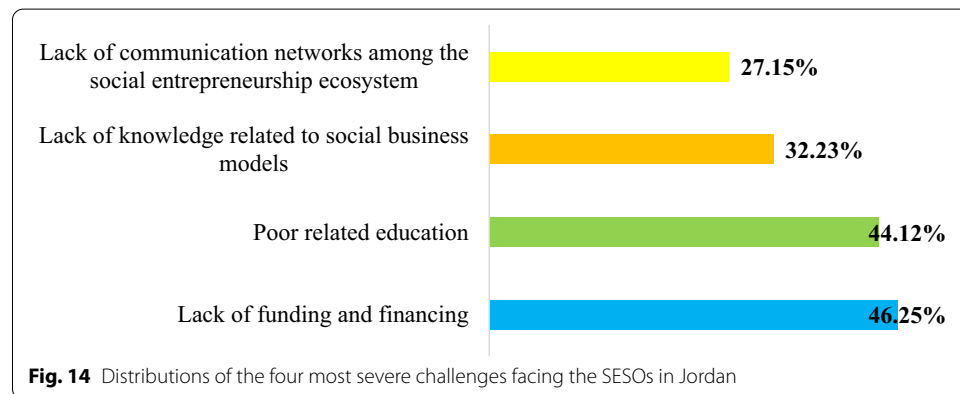 Lack of communication networks among the
social entrepreneurship ecosystem
27.15%
Lack of knowledge related to social business
models
32.23%
Poor related education
44.12%
Lack of funding and financing
46.25%
Fig. 14 Distributions of the four most severe challenges facing the SESOs in Jordan